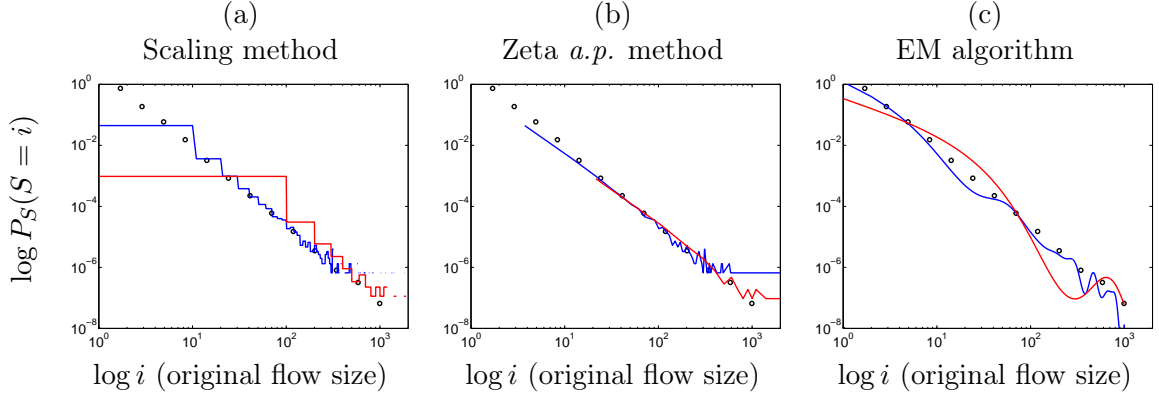 (a) (b) (c)
Scaling method Zeta a.p. method EM algorithm
log P_S(S = i)
10^0 10^0 10^0
10^-2 10^-2 10^-2
10^-4 10^-4 10^-4
10^-6 10^-6 10^-6
10^-8 10^-8 10^-8
10^0 10^1 10^2 10^3 10^0 10^1 10^2 10^3 10^0 10^1 10^2 10^3
log i (original flow size) log i (original flow size) log i (original flow size)